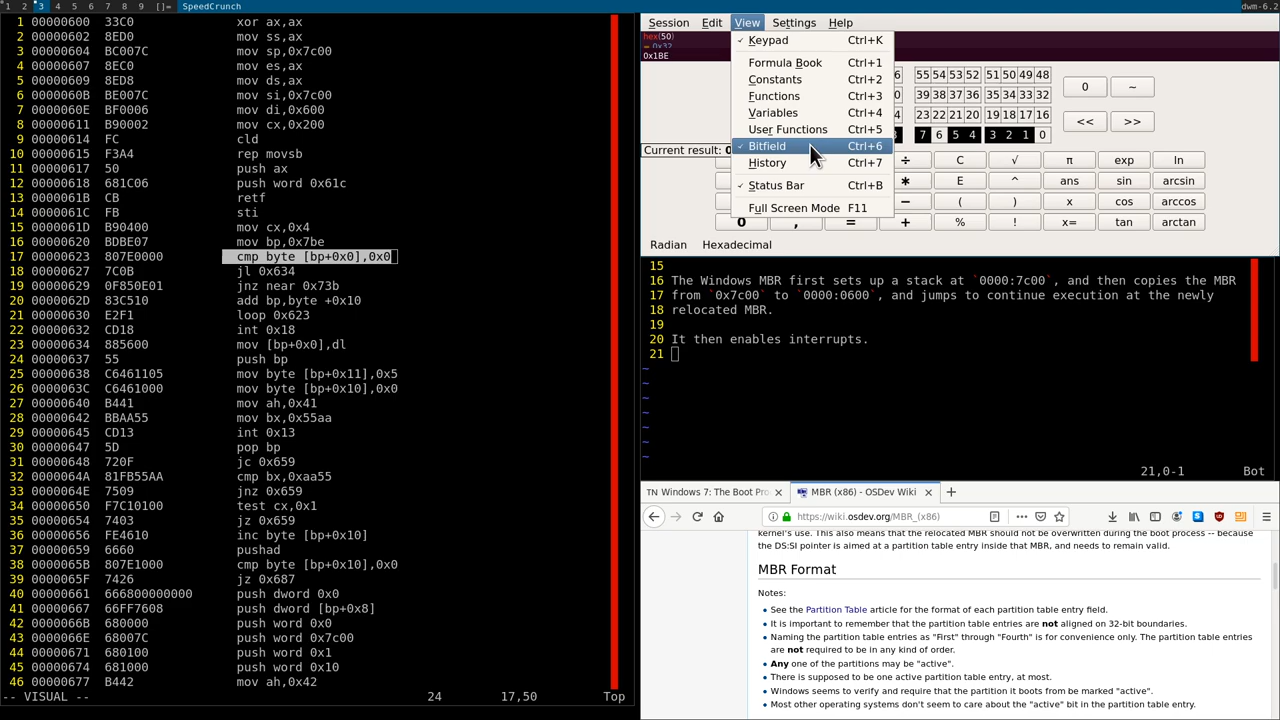 1 2 3 4 5 6 7 8 9 []= SpeedCrunch dwm-6.2
1 00000600 33C0 xor ax,ax
2 00000602 8ED0 mov ss,ax
3 00000604 BC007C mov sp,0x7c00
4 00000607 8EC0 mov es,ax
5 00000609 8ED8 mov ds,ax
6 0000060B BE007C mov si,0x7c00
7 0000060E BF0006 mov di,0x600
8 00000611 B90002 mov cx,0x200
9 00000614 FC cld
10 00000615 F3A4 rep movsb
11 00000617 50 push ax
12 00000618 681C06 push word 0x61c
13 0000061B CB retf
14 0000061C FB sti
15 0000061D B90400 mov cx,0x4
16 00000620 BDBE07 mov bp,0x7be
17 00000623 807E0000 cmp byte [bp+0x0],0x0
18 00000627 7C0B jl 0x634
19 00000629 0F850E01 jnz near 0x73b
20 0000062D 83C510 add bp,byte +0x10
21 00000630 E2F1 loop 0x623
22 00000632 CD18 int 0x18
23 00000634 885600 mov [bp+0x0],dl
24 00000637 55 push bp
25 00000638 C6461105 mov byte [bp+0x11],0x5
26 0000063C C6461000 mov byte [bp+0x10],0x0
27 00000640 B441 mov ah,0x41
28 00000642 BBAA55 mov bx,0x55aa
29 00000645 CD13 int 0x13
30 00000647 5D pop bp
31 00000648 720F jc 0x659
32 0000064A 81FB55AA cmp bx,0xaa55
33 0000064E 7509 jnz 0x659
34 00000650 F7C10100 test cx,0x1
35 00000654 7403 jz 0x659
36 00000656 FE4610 inc byte [bp+0x10]
37 00000659 6660 pushad
38 0000065B 807E1000 cmp byte [bp+0x10],0x0
39 0000065F 7426 jz 0x687
40 00000661 666800000000 push dword 0x0
41 00000667 66FF7608 push dword [bp+0x8]
42 0000066B 680000 push word 0x0
43 0000066E 68007C push word 0x7c00
44 00000671 680100 push word 0x1
45 00000674 681000 push word 0x10
46 00000677 B442 mov ah,0x42
-- VISUAL -- 24 17,50 Top
Session Edit View Settings Help
hex(50)
= 0x32
0x1BE
Keypad Ctrl+K
Formula Book Ctrl+1
Constants Ctrl+2
Functions Ctrl+3
Variables Ctrl+4
User Functions Ctrl+5
Bitfield Ctrl+6
History Ctrl+7
Status Bar Ctrl+B
Full Screen Mode F11
55 54 53 52 51 50 49 48
39 38 37 36 35 34 33 32
23 22 21 20 19 18 17 16
7 6 5 4 3 2 1 0
0 ~
<< >>
Current result:
÷ C √ π exp ln
* E ^ ans sin arcsin
− ( ) x cos arccos
0 , = + % ! x= tan arctan
Radian Hexadecimal
15
16 The Windows MBR first sets up a stack at `0000:7c00`, and then copies the MBR
17 from `0x7c00` to `0000:0600`, and jumps to continue execution at the newly
18 relocated MBR.
19
20 It then enables interrupts.
21
~
~
~
~
~
~
~
21,0-1 Bot
TN Windows 7: The Boot Pro
MBR (x86) - OSDev Wiki
https://wiki.osdev.org/MBR_(x86)
kernel's use. This also means that the relocated MBR should not be overwritten during the boot process -- because
the DS:SI pointer is aimed at a partition table entry inside that MBR, and needs to remain valid.
MBR Format
Notes:
• See the Partition Table article for the format of each partition table entry field.
• It is important to remember that the partition table entries are not aligned on 32-bit boundaries.
• Naming the partition table entries as "First" through "Fourth" is for convenience only. The partition table entries
are not required to be in any kind of order.
• Any one of the partitions may be "active".
• There is supposed to be one active partition table entry, at most.
• Windows seems to verify and require that the partition it boots from be marked "active".
• Most other operating systems don't seem to care about the "active" bit in the partition table entry.